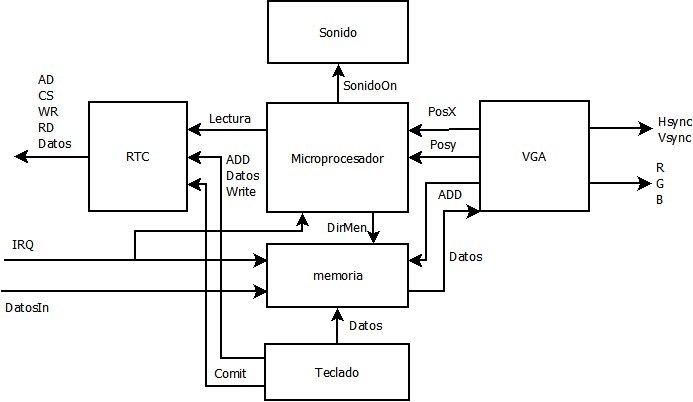 Sonido
SonidoOn
AD
CS
WR
RD
Datos
RTC
Lectura
ADD
Datos
Write
Microprocesador
PosX
Posy
VGA
Hsync
Vsync
R
G
B
ADD
DirMen
IRQ
memoria
Datos
DatosIn
Datos
Comit
Teclado